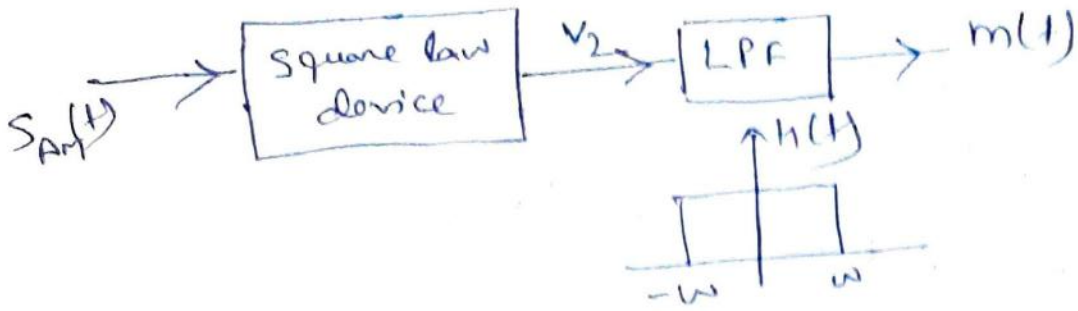 S_AM(t)
Square law
device
V2
LPF
m(t)
h(t)
-W
W